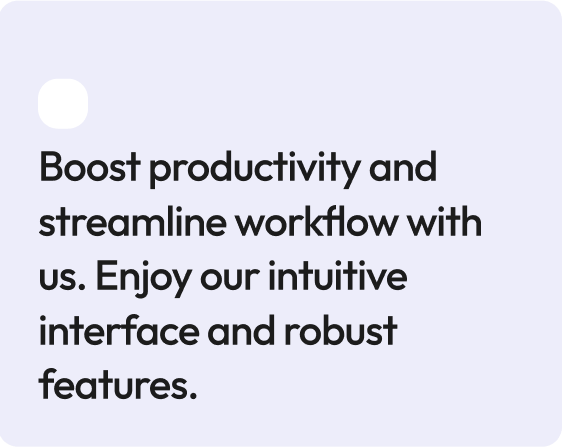 Boost productivity and
streamline workflow with
us. Enjoy our intuitive
interface and robust
features.